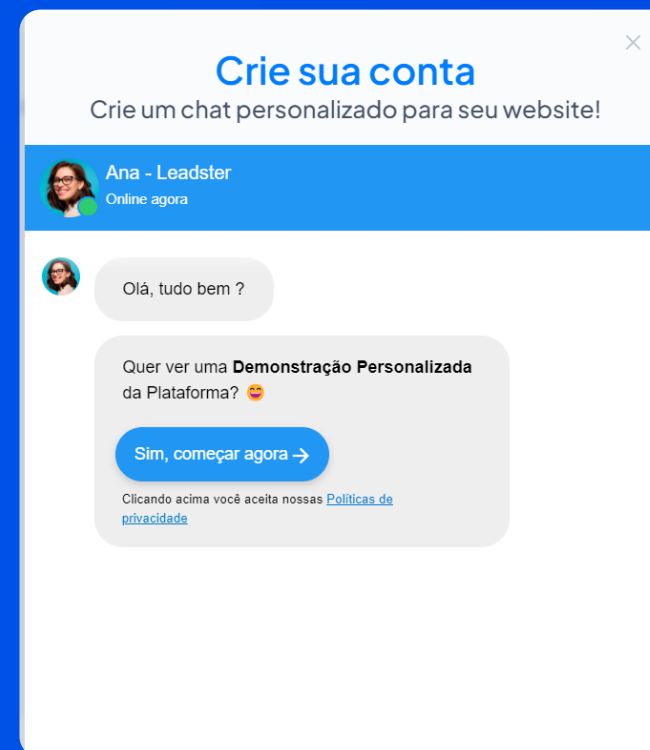 Crie sua conta
Crie um chat personalizado para seu website!
Ana - Leadster
Online agora
Olá, tudo bem ?
Quer ver uma Demonstração Personalizada
da Plataforma? 😄
Sim, começar agora →
Clicando acima você aceita nossas Políticas de
privacidade